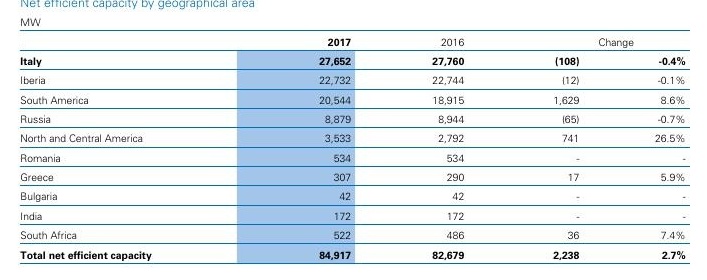 Net efficient capacity by geographical area
MW
2017 2016 Change
Italy 27,652 27,760 (108) -0.4%
Iberia 22,732 22,744 (12) -0.1%
South America 20,544 18,915 1,629 8.6%
Russia 8,879 8,944 (65) -0.7%
North and Central America 3,533 2,792 741 26.5%
Romania 534 534 - -
Greece 307 290 17 5.9%
Bulgaria 42 42 - -
India 172 172 - -
South Africa 522 486 36 7.4%
Total net efficient capacity 84,917 82,679 2,238 2.7%